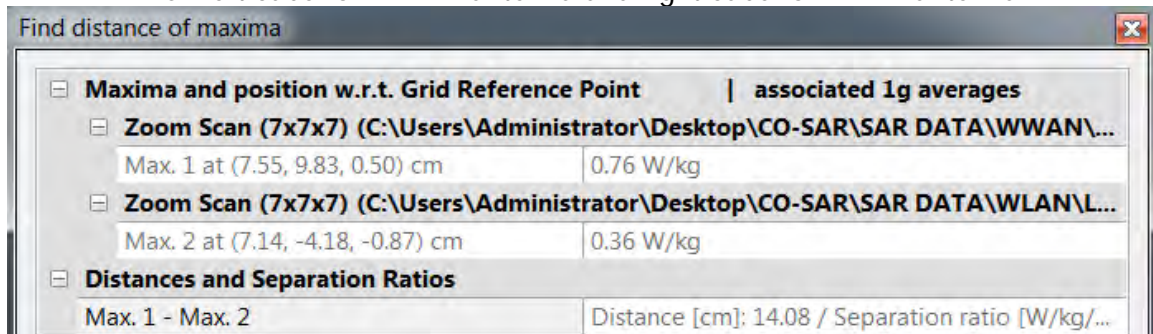 Find distance of maxima
Maxima and position w.r.t. Grid Reference Point | associated 1g averages
Zoom Scan (7x7x7) (C:\Users\Administrator\Desktop\CO-SAR\SAR DATA\WWAN\...
Max. 1 at (7.55, 9.83, 0.50) cm 0.76 W/kg
Zoom Scan (7x7x7) (C:\Users\Administrator\Desktop\CO-SAR\SAR DATA\WLAN\L...
Max. 2 at (7.14, -4.18, -0.87) cm 0.36 W/kg
Distances and Separation Ratios
Max. 1 - Max. 2 Distance [cm]: 14.08 / Separation ratio [W/kg/...